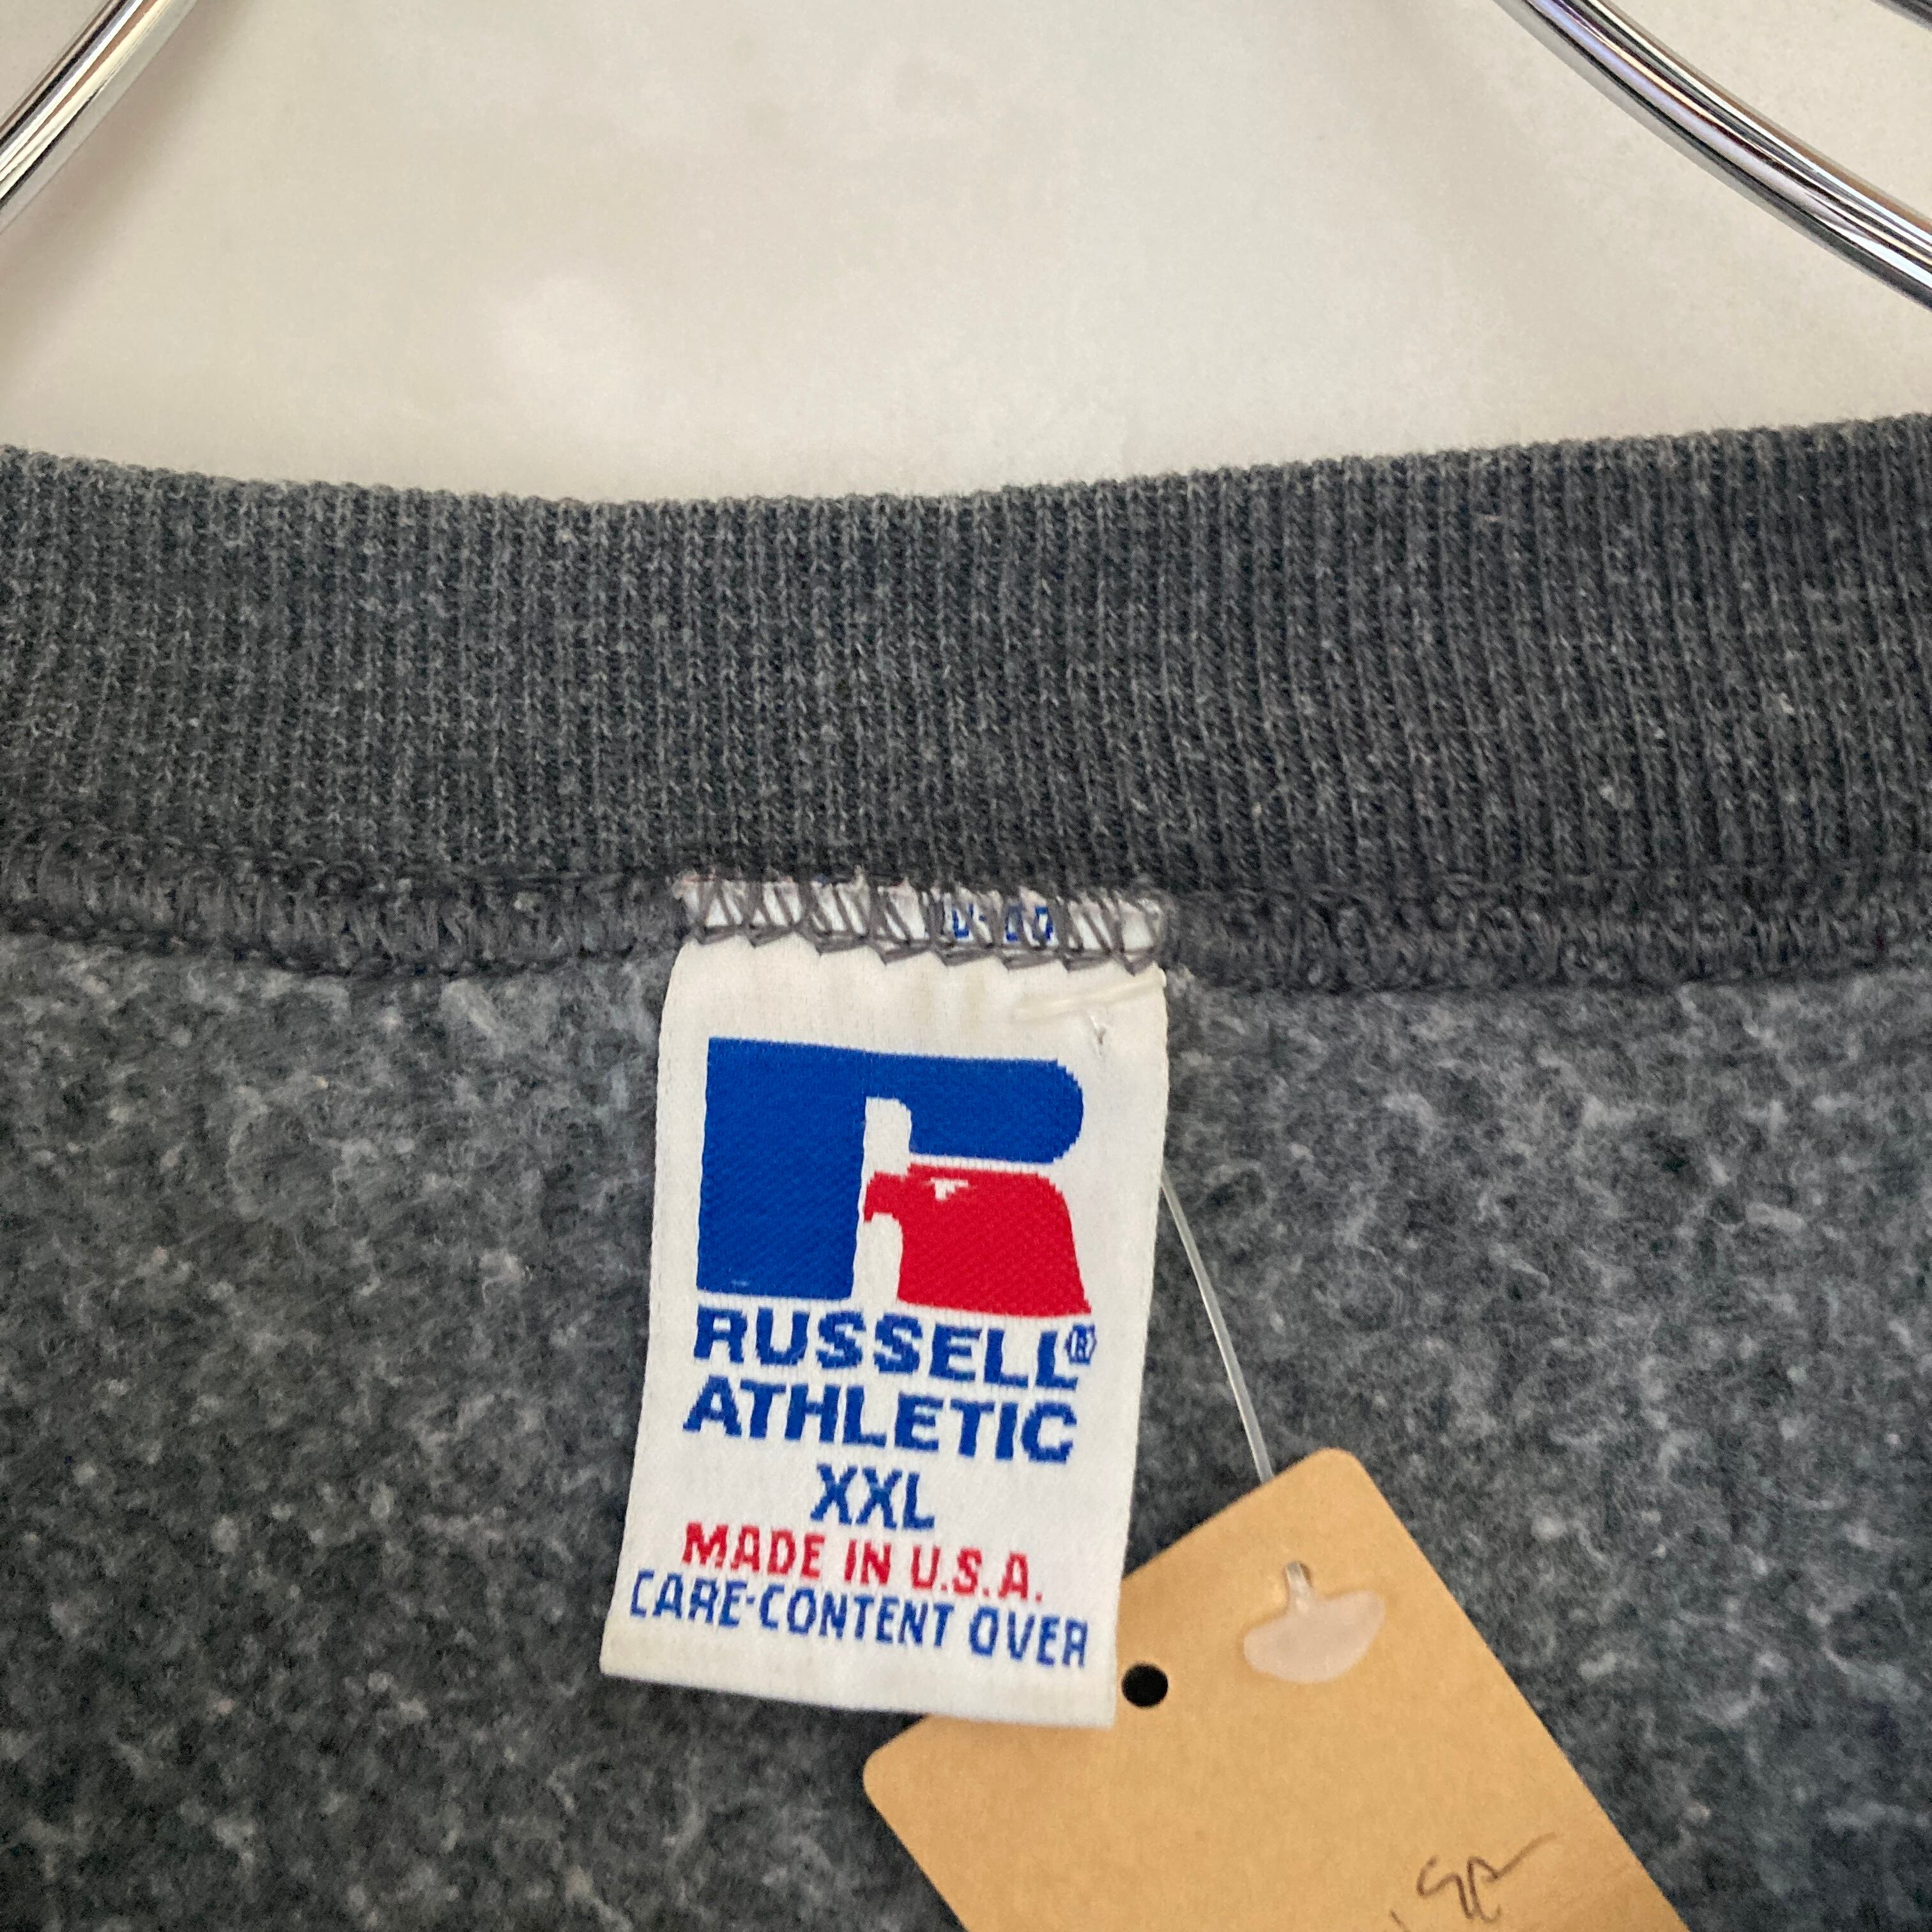 RUSSELL®
ATHLETIC
XXL
MADE IN U.S.A.
CARE-CONTENT OVER